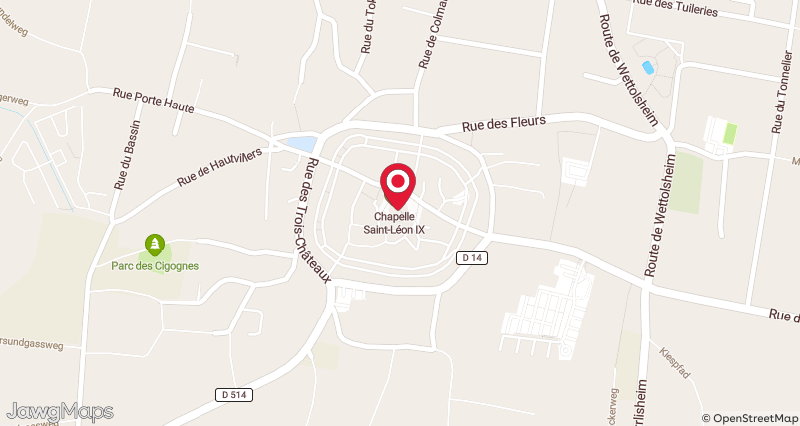 Rue des Tuileries
Rue du Tok
Rue de Colma
Route de Wettolsheim
Rue du Tonnelier
Rue Porte Haute
Rue du Bassin
Rue des Fleurs
Rue de Hautvillers
Rue des Trois-Châteaux
Chapelle
Saint-Léon IX
Route de Wettolsheim
Parc des Cigognes
D 14
Rue d
ersundgassweg
Kiespfad
D 514
JawgMaps
© OpenStreetMap